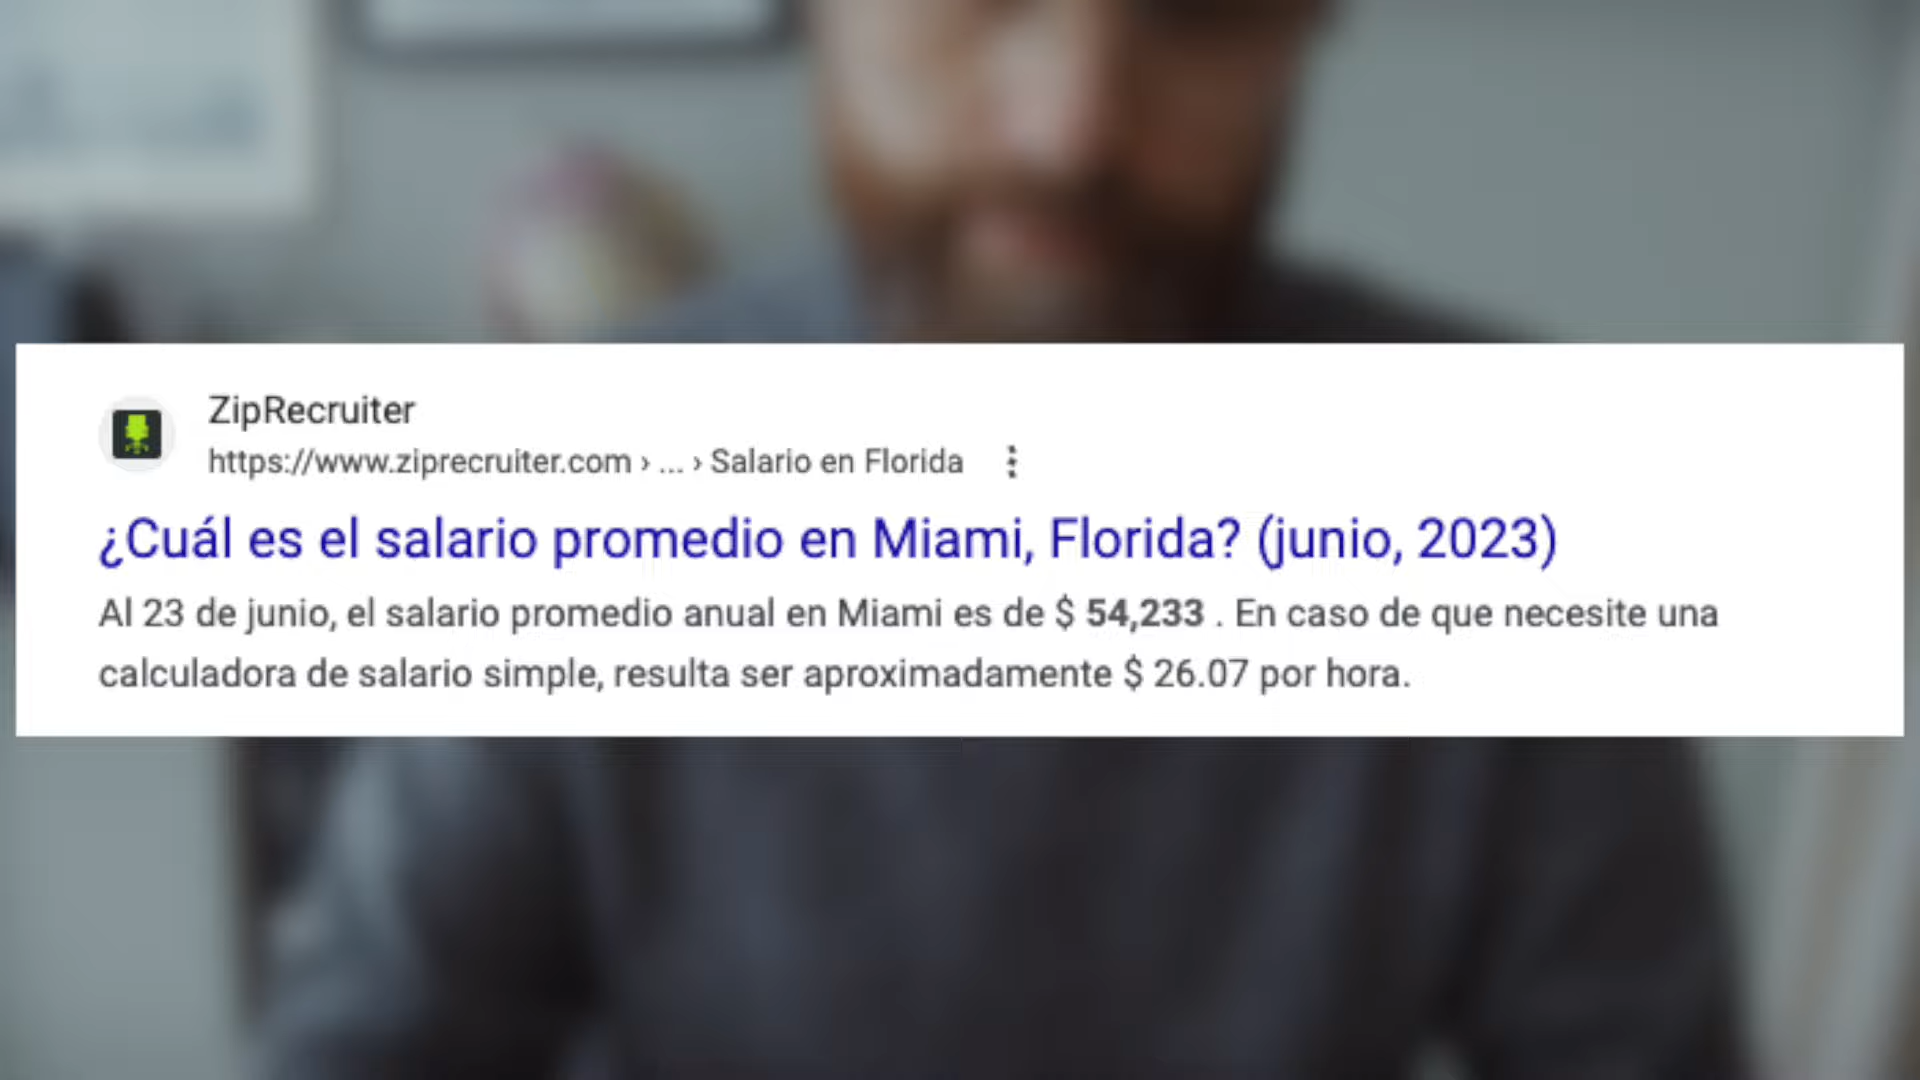 ZipRecruiter
https://www.ziprecruiter.com › ... › Salario en Florida
¿Cuál es el salario promedio en Miami, Florida? (junio, 2023)
Al 23 de junio, el salario promedio anual en Miami es de $ 54,233 . En caso de que necesite una
calculadora de salario simple, resulta ser aproximadamente $ 26.07 por hora.